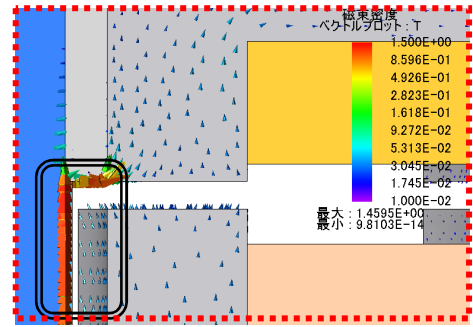 磁束密度
ベクトルプロット : T
1.500E+00
8.596E-01
4.926E-01
2.823E-01
1.618E-01
9.272E-02
5.313E-02
3.045E-02
1.745E-02
1.000E-02
最大 : 1.4595E+00
最小 : 9.8103E-14